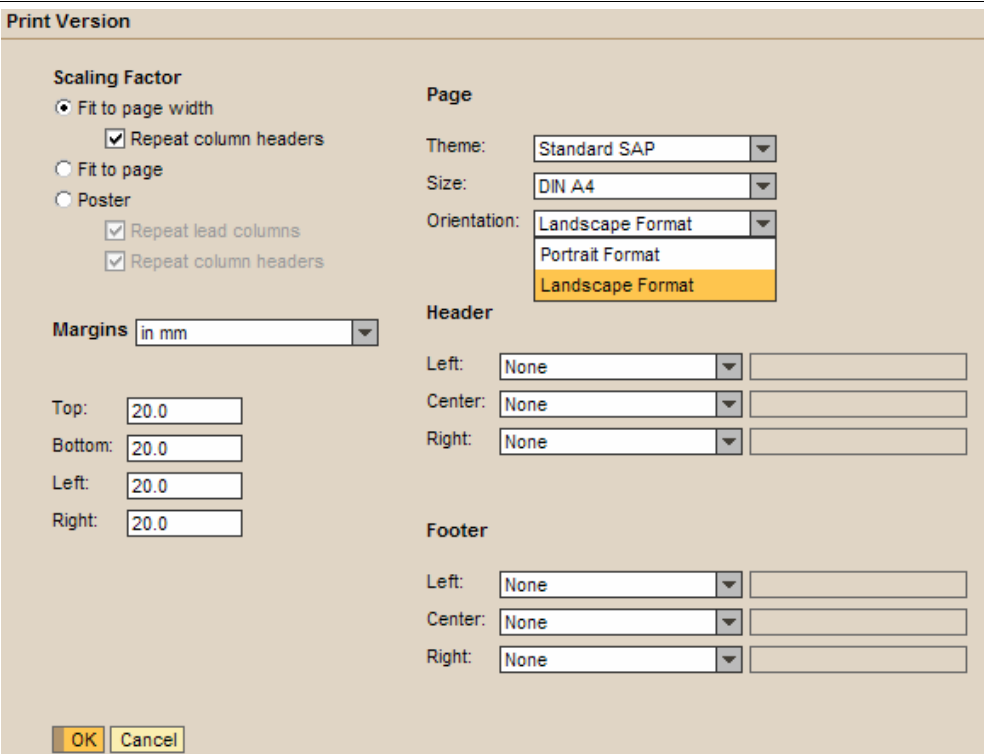 Print Version
Scaling Factor
Fit to page width
Repeat column headers
Fit to page
Poster
Repeat lead columns
Repeat column headers
Margins in mm
Top: 20.0
Bottom: 20.0
Left: 20.0
Right: 20.0
Page
Theme: Standard SAP
Size: DIN A4
Orientation: Landscape Format
Portrait Format
Landscape Format
Header
Left: None
Center: None
Right: None
Footer
Left: None
Center: None
Right: None
OK Cancel